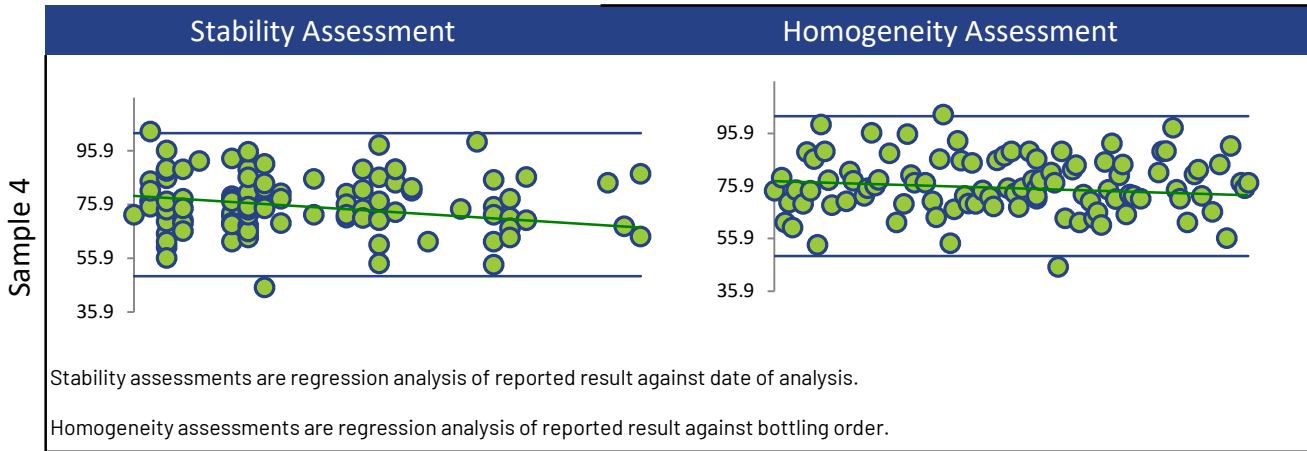 Stability Assessment
Homogeneity Assessment
Sample 4
95.9
75.9
55.9
35.9
95.9
75.9
55.9
35.9
Stability assessments are regression analysis of reported result against date of analysis.
Homogeneity assessments are regression analysis of reported result against bottling order.